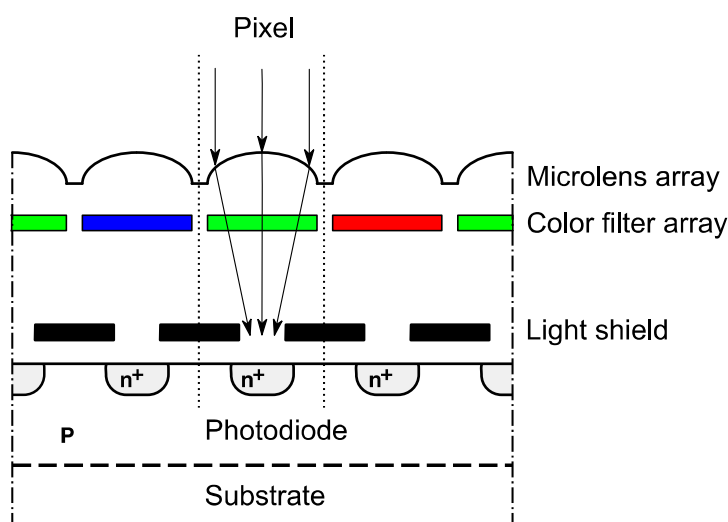 Pixel
Microlens array
Color filter array
Light shield
n+ n+ n+
P
Photodiode
Substrate